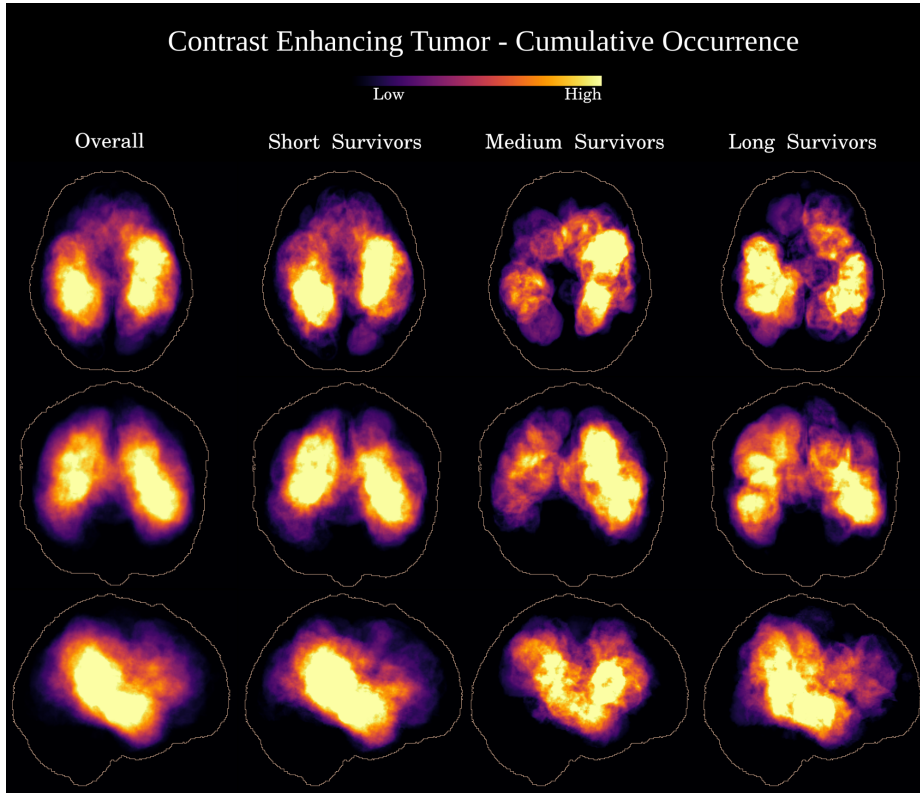 Contrast Enhancing Tumor - Cumulative Occurrence
Low High
Overall Short Survivors Medium Survivors Long Survivors